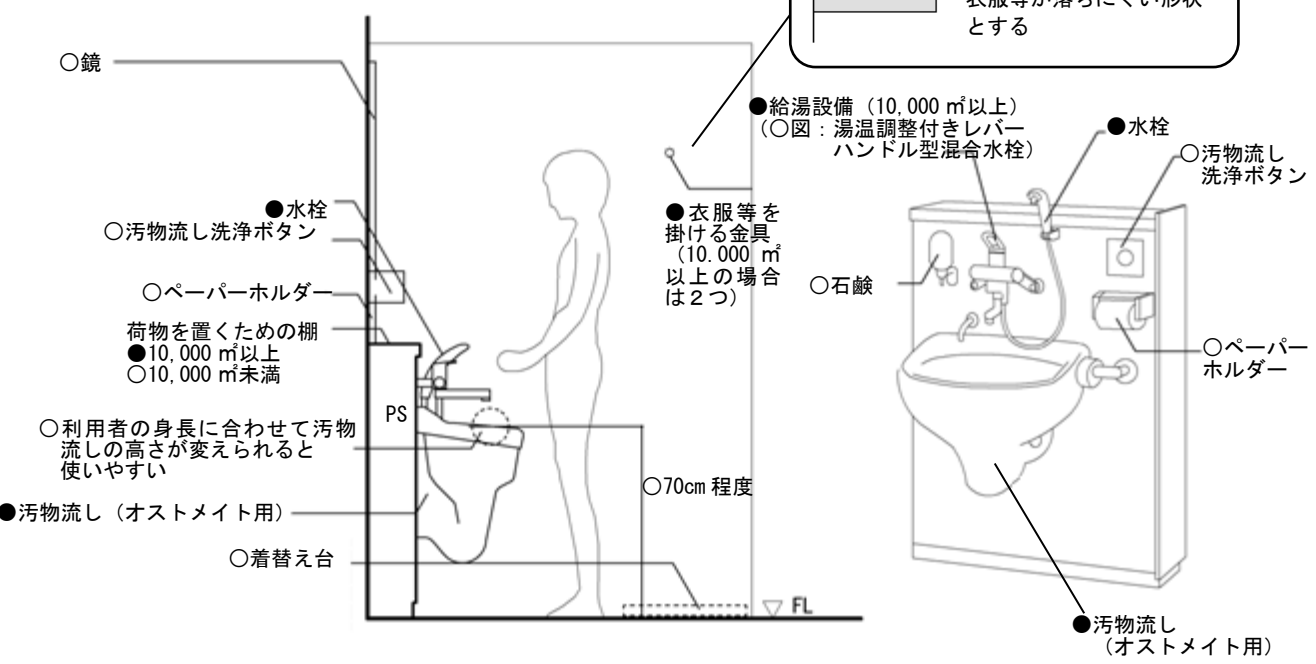 衣服等が落ちにくい形状
とする
○鏡
●給湯設備（10,000 ㎡以上）
（○図：湯温調整付きレバー
ハンドル型混合水栓）
●水栓
○汚物流し
洗浄ボタン
●水栓
○汚物流し洗浄ボタン
●衣服等を
掛ける金具
（10.000 ㎡
以上の場合
は２つ）
○石鹸
○ペーパーホルダー
荷物を置くための棚
●10,000 ㎡以上
○10,000 ㎡未満
○ペーパー
ホルダー
PS
○利用者の身長に合わせて汚物
流しの高さが変えられると
使いやすい
○70cm 程度
●汚物流し（オストメイト用）
○着替え台
FL
●汚物流し
（オストメイト用）